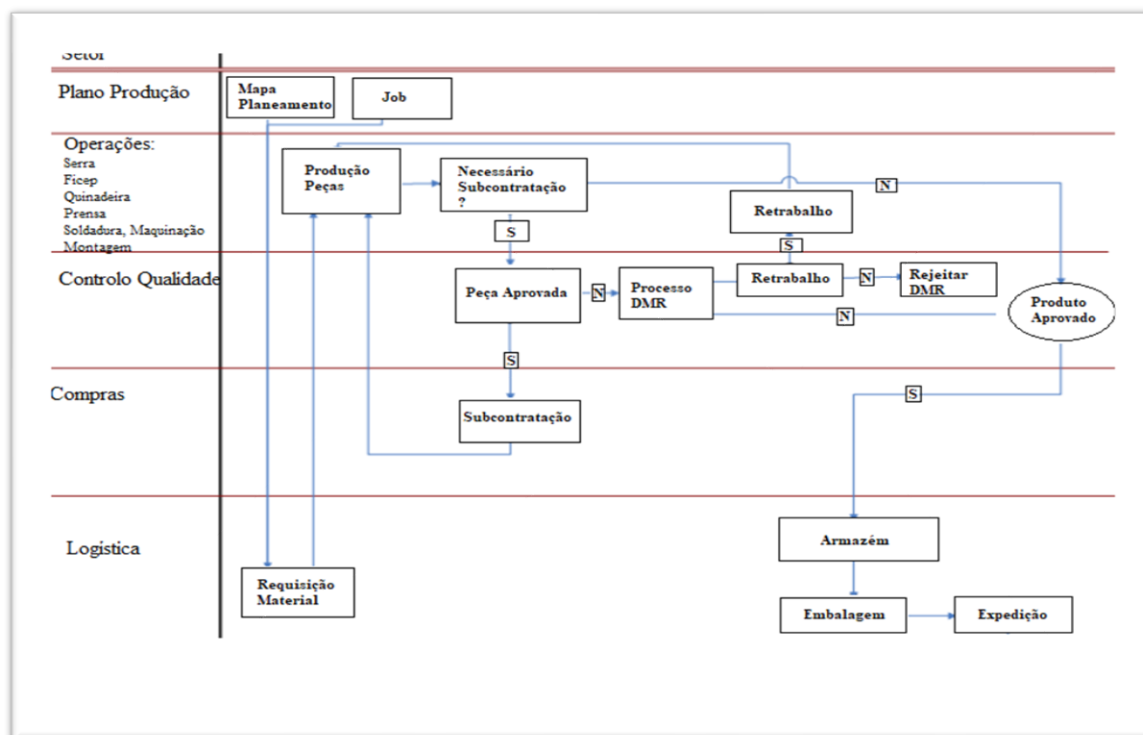 Setor
Plano Produção
Mapa
Planeamento
Job
Operações:
Serra
Ficep
Quinadeira
Prensa
Soldadura, Maquinação
Montagem
Produção
Peças
Necessário
Subcontratação
?
N
Retrabalho
S
S
Controlo Qualidade
Peça Aprovada
N
Processo
DMR
Retrabalho
N
Rejeitar
DMR
Produto
Aprovado
N
S
Compras
Subcontratação
S
Logística
Armazém
Requisição
Material
Embalagem
Expedição